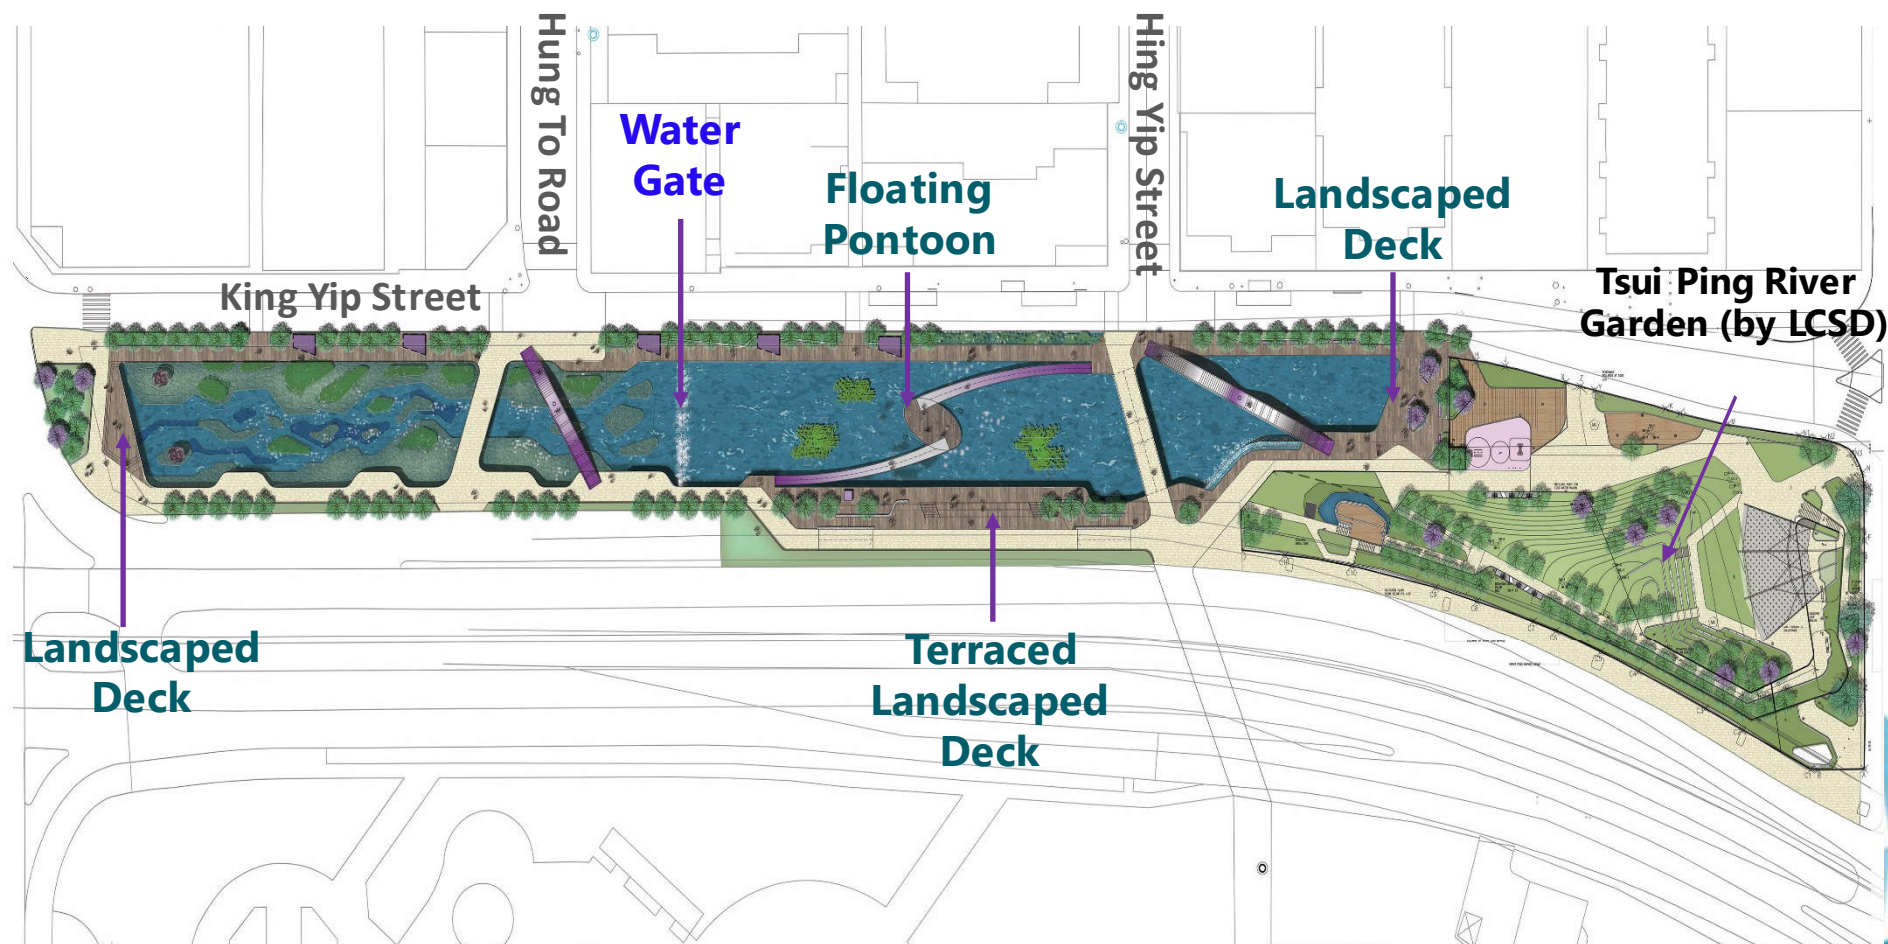 Hung To Road
Hing Yip Street
Water
Gate
Floating
Pontoon
Landscaped
Deck
King Yip Street
Tsui Ping River
Garden (by LCSD)
Landscaped
Deck
Terraced
Landscaped
Deck